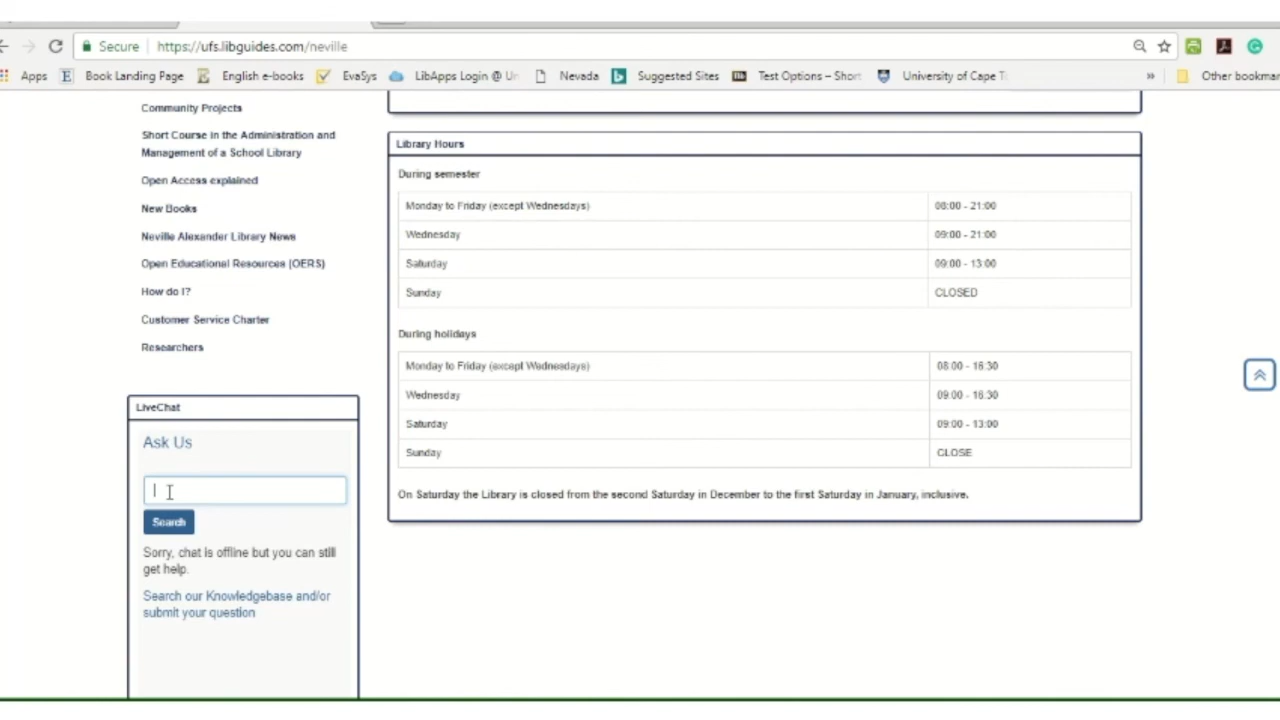 Secure https://ufs.libguides.com/neville
Apps Book Landing Page English e-books EvaSys LibApps Login @ Un Nevada Suggested Sites Test Options – Short University of Cape T » Other bookmar
Community Projects
Short Course in the Administration and
Management of a School Library
Open Access explained
New Books
Neville Alexander Library News
Open Educational Resources (OERS)
How do I?
Customer Service Charter
Researchers
LiveChat
Ask Us
Search
Sorry, chat is offline but you can still
get help.
Search our Knowledgebase and/or
submit your question
Library Hours
During semester
Monday to Friday (except Wednesdays) 08:00 - 21:00
Wednesday 09:00 - 21:00
Saturday 09:00 - 13:00
Sunday CLOSED
During holidays
Monday to Friday (except Wednesdays) 08:00 - 16:30
Wednesday 09:00 - 16:30
Saturday 09:00 - 13:00
Sunday CLOSE
On Saturday the Library is closed from the second Saturday in December to the first Saturday in January, inclusive.